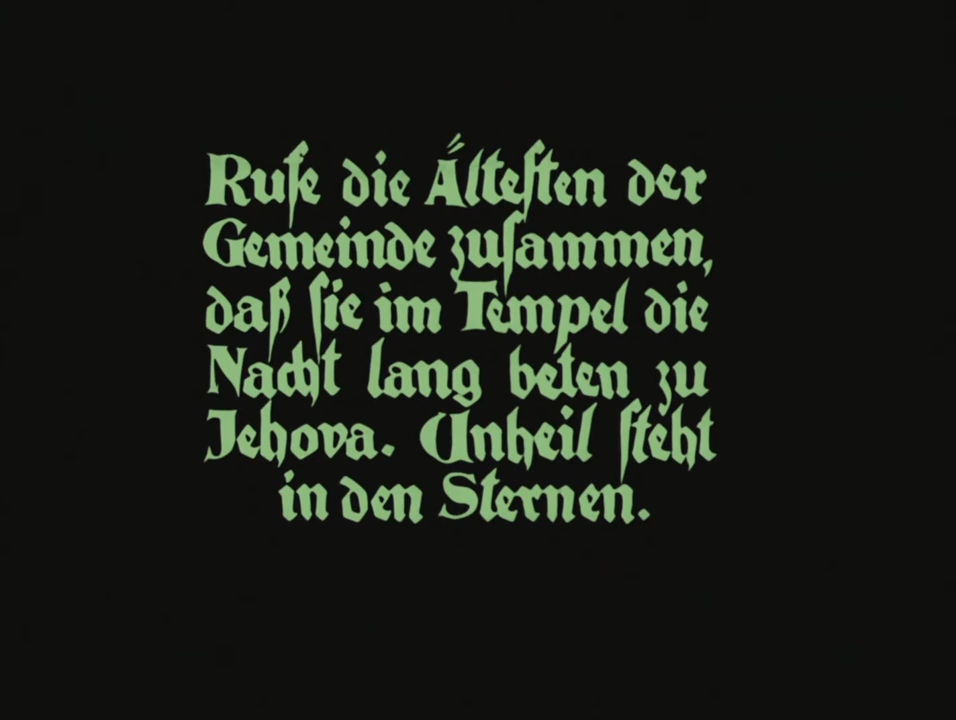 Rufe die Ältesten der
Gemeinde zusammen,
daß sie im Tempel die
Nacht lang beten zu
Jehova. Unheil steht
in den Sternen.